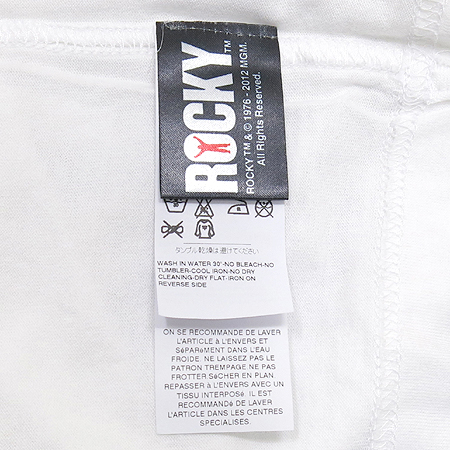 ROCKY™
ROCKY™ & © 1976 - 2012 MGM.
All Rights Reserved.
タンブル乾燥は避けてください
WASH IN WATER 30°-NO BLEACH-NO
TUMBLER-COOL IRON-NO DRY
CLEANING-DRY FLAT-IRON ON
REVERSE SIDE
ON SE RECOMMANDE DE LAVER
L'ARTICLE à L'ENVERS ET
SéPARéMENT DANS L'EAU
FROIDE. NE LAISSEZ PAS LE
PATRON TREMPAGE. NE PAS
FROTTER SéCHER EN PLAN.
REPASSER à L'ENVERS AVEC UN
TISSU INTERPOSé. IL EST
RECOMMANDé DE LAVER
L'ARTICLE DANS LES CENTRES
SPECIALISéS.